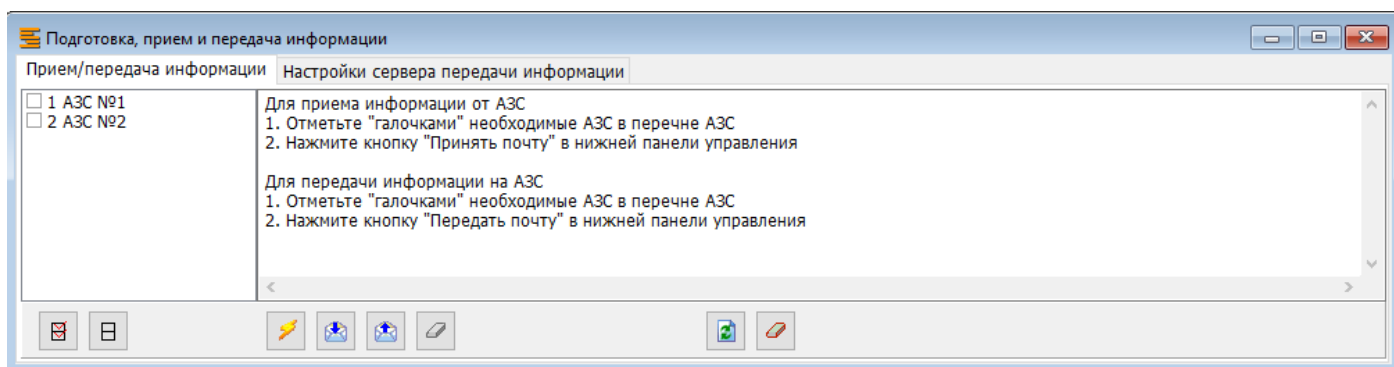 Подготовка, прием и передача информации
Прием/передача информации Настройки сервера передачи информации
1 АЗС №1
2 АЗС №2
Для приема информации от АЗС
1. Отметьте "галочками" необходимые АЗС в перечне АЗС
2. Нажмите кнопку "Принять почту" в нижней панели управления
Для передачи информации на АЗС
1. Отметьте "галочками" необходимые АЗС в перечне АЗС
2. Нажмите кнопку "Передать почту" в нижней панели управления